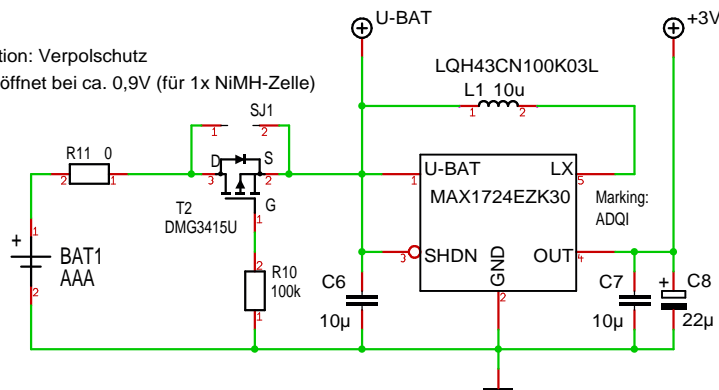 U-BAT
+3V
tion: Verpolschutz
öffnet bei ca. 0,9V (für 1x NiMH-Zelle)
LQH43CN100K03L
L1 10u
1 2
SJ1
1 2
R11 0
2 1
D S
3 2
G
1
T2
DMG3415U
U-BAT LX
1 5
MAX1724EZK30
Marking:
ADQI
SHDN GND OUT
3 2 4
+ 1
BAT1
AAA
2
2
R10
100k
1
C6
10µ
C7
10µ
+ C8
22µ